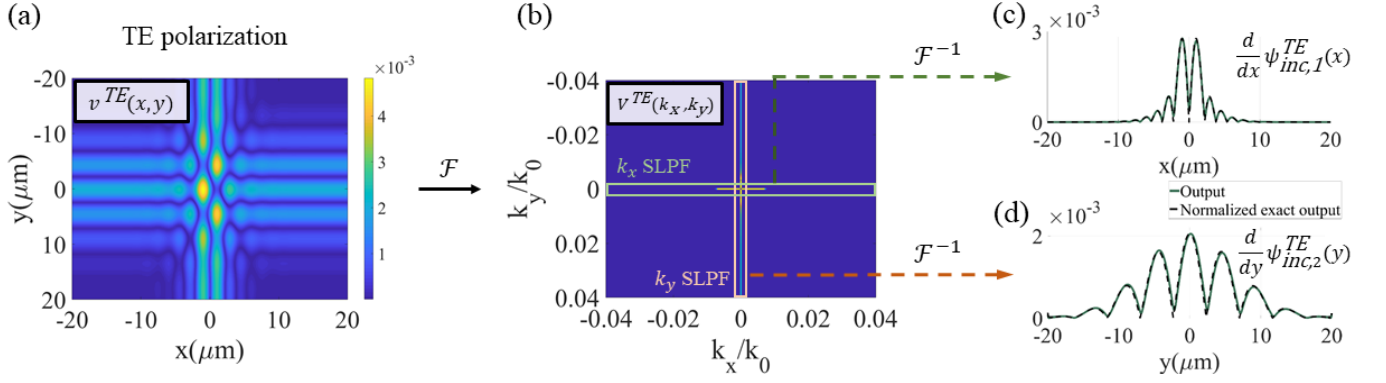 (a)
TE polarization
v^TE(x,y)
×10⁻³
-20
-10
0
10
20
y(μm)
-20 -10 0 10 20
x(μm)
4
3
2
1
ℱ
(b)
V^TE(k_x,k_y)
-0.04
-0.02
0
0.02
0.04
k_y/k_0
k_x SLPF
k_y SLPF
-0.04 -0.02 0 0.02 0.04
k_x/k_0
ℱ⁻¹
ℱ⁻¹
(c)
×10⁻³
3
0
d/dx ψ^TE_inc,1(x)
-20 -10 0 10 20
x(μm)
Output
Normalized exact output
(d)
×10⁻³
2
0
d/dy ψ^TE_inc,2(y)
-20 -10 0 10 20
y(μm)